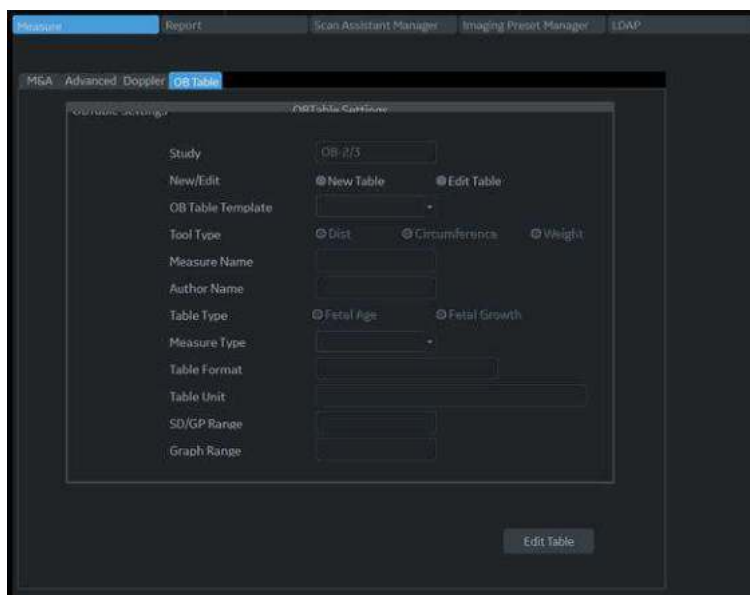 Measure Report Scan Assistant Manager Imaging Preset Manager LDAP
M&A Advanced Doppler OB Table
OBTable Settings OBTable Settings
Study OB-2/3
New/Edit New Table Edit Table
OB Table Template
Tool Type Dist Circumference Weight
Measure Name
Author Name
Table Type Fetal Age Fetal Growth
Measure Type
Table Format
Table Unit
SD/GP Range
Graph Range
Edit Table